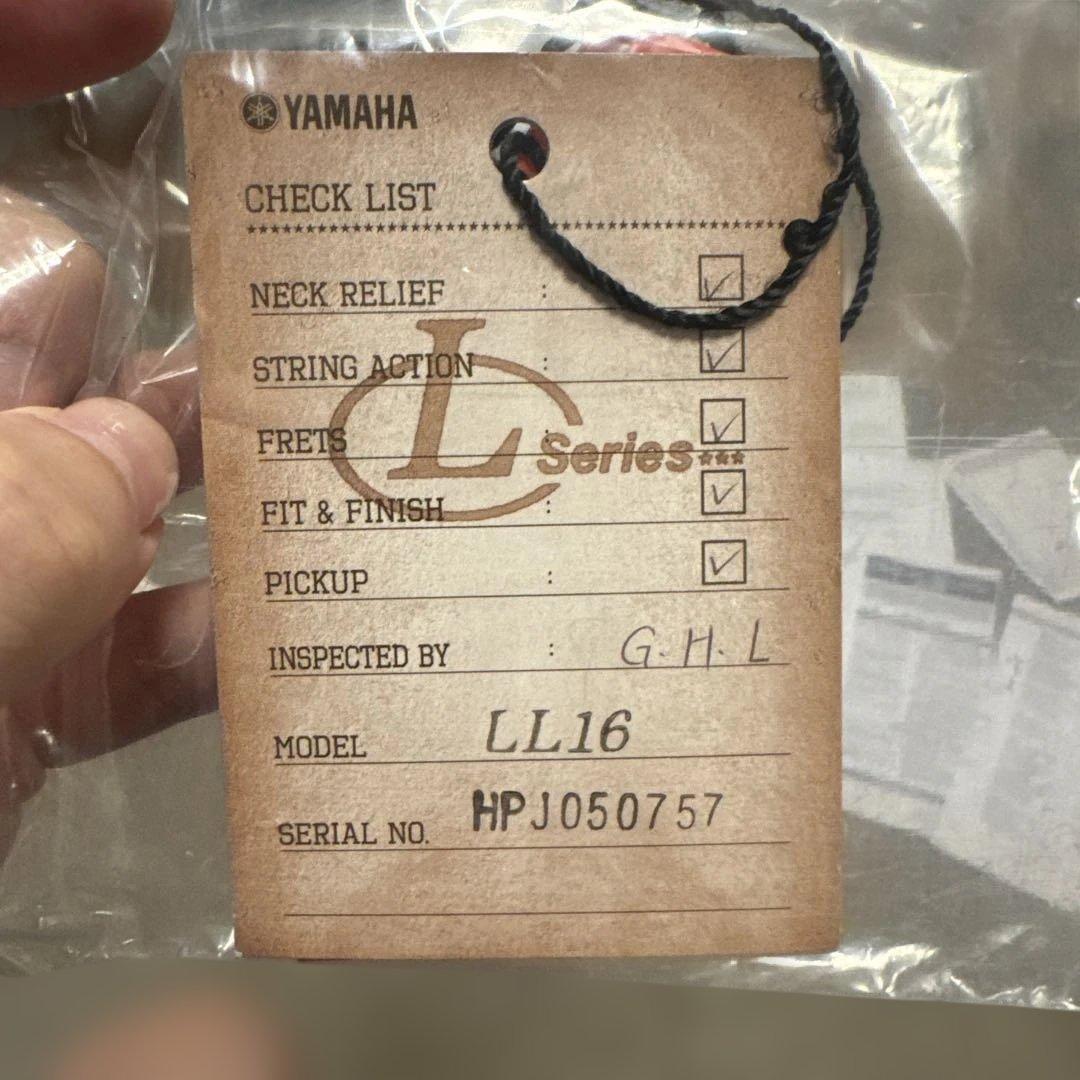 YAMAHA
CHECK LIST
NECK RELIEF : ☑
STRING ACTION : ☑
FRETS : ☑
L Series
FIT & FINISH : ☑
PICKUP : ☑
INSPECTED BY : G. H. L
MODEL LL16
SERIAL NO. HPJ050757